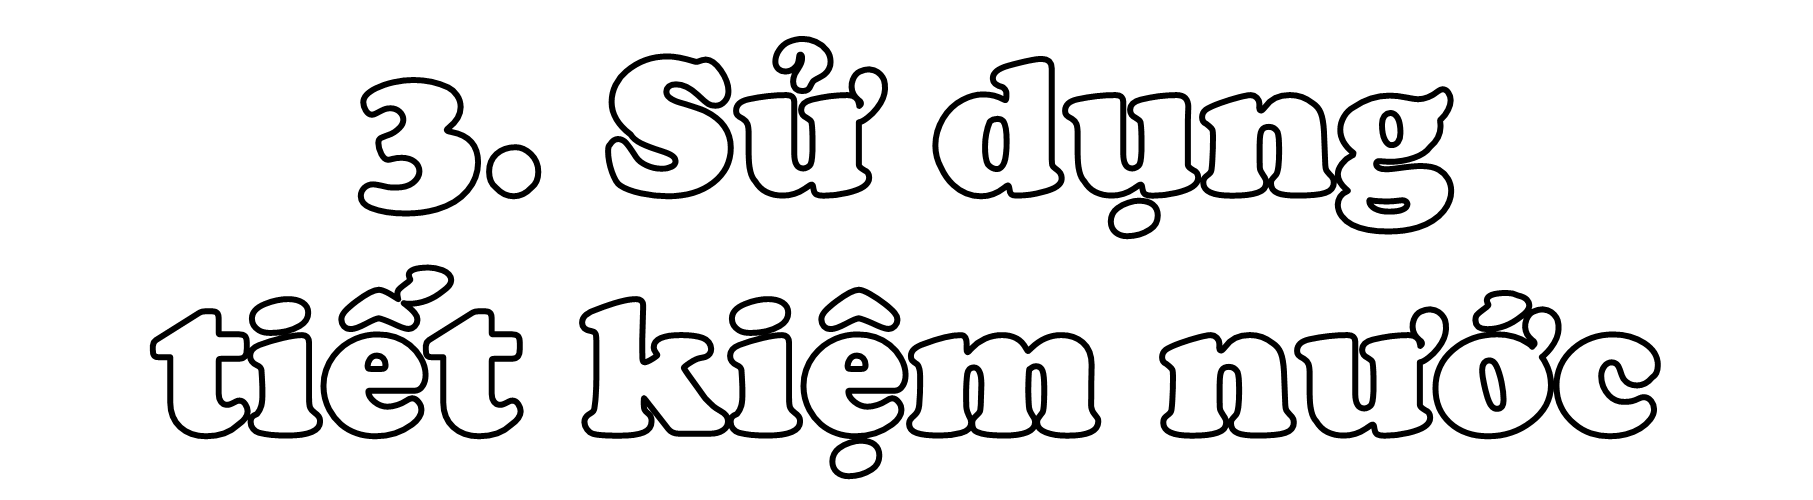 3. Sử dụng
tiết kiệm nước